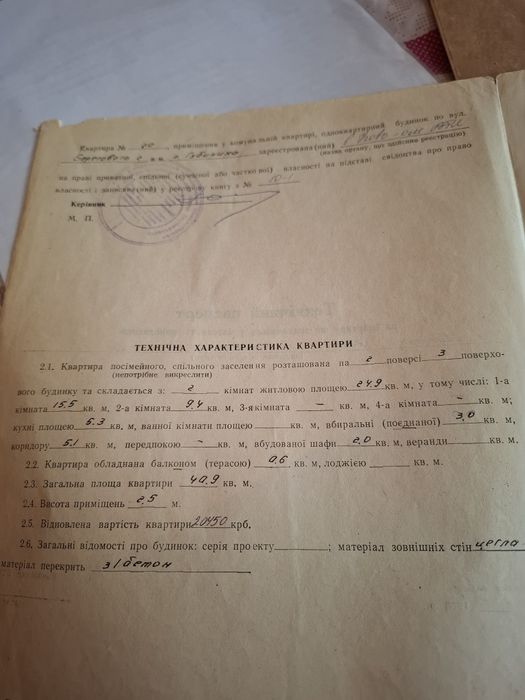 Квартира № , приміщення у комунальній квартирі, одноквартирний будинок по вул.
зареєстрована(ний)
(назва органу, що здійснив реєстрацію)
на праві приватної, спільної (сумісної або часткової) власності на підставі свідоцтва про право
власності і записана(ний) у реєстрову книгу з № 10-1
Керівник
М. П.
ТЕХНІЧНА ХАРАКТЕРИСТИКА КВАРТИРИ
2.1. Квартира посімейного, спільного заселення розташована на 2 поверсі 3 поверхо-
(непотрібне викреслити)
вого будинку та складається з: 2 кімнат житловою площею 24.9 кв. м, у тому числі: 1-а
кімната 15.5 кв. м, 2-а кімната 9.4 кв. м, 3-я кімната – кв. м, 4-а кімната – кв. м;
кухні площею 5.3 кв. м, ванної кімнати площею кв. м, вбиральні (поєднаної) 3,0 кв. м,
коридору 5.1 кв. м, передпокою – кв. м, вбудованої шафи 2,0 кв. м, веранди кв. м.
2.2. Квартира обладнана балконом (терасою) 0,6 кв. м, лоджією кв. м.
2.3. Загальна площа квартири 40,9 кв. м.
2.4. Висота приміщень 2,5 м.
2.5. Відновлена вартість квартири 20450 крб.
2.6. Загальні відомості про будинок: серія проекту ; матеріал зовнішніх стін цегла
матеріал перекрить з/бетон